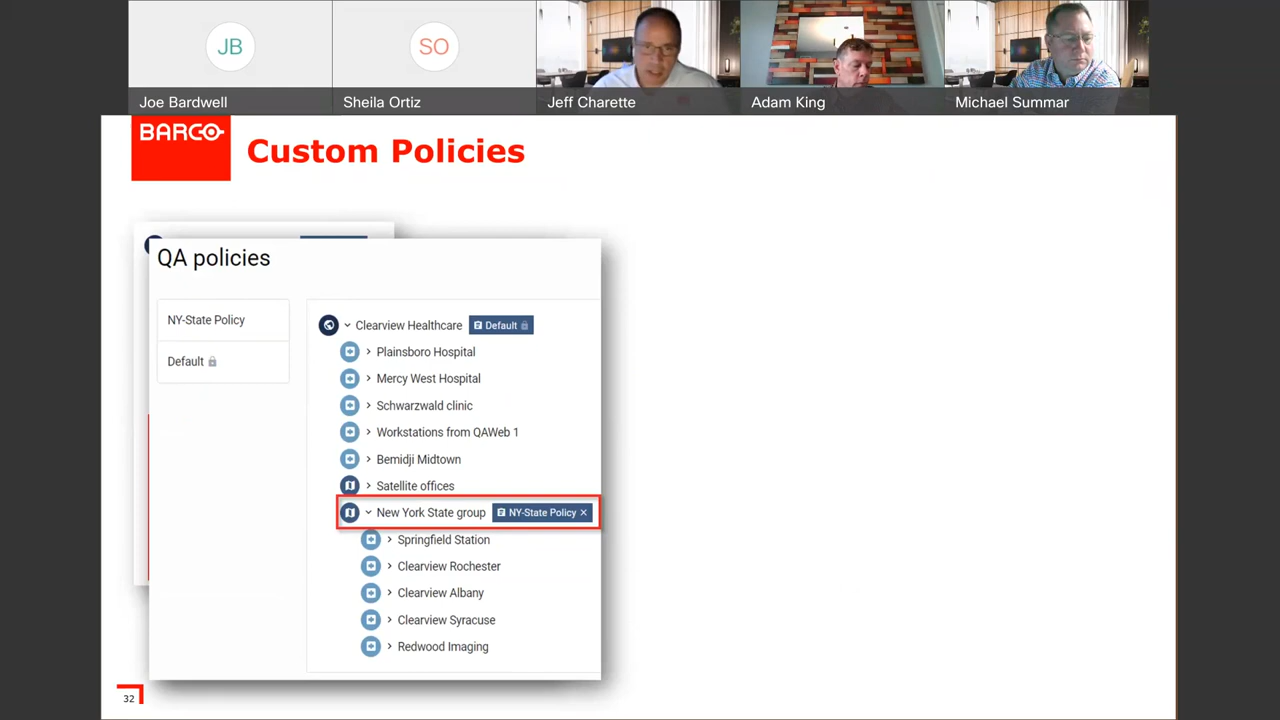 JB
SO
Joe Bardwell
Sheila Ortiz
Jeff Charette
Adam King
Michael Summar
BARCO
Custom Policies
QA policies
NY-State Policy
Default
Clearview Healthcare Default
Plainsboro Hospital
Mercy West Hospital
Schwarzwald clinic
Workstations from QAWeb 1
Bemidji Midtown
Satellite offices
New York State group NY-State Policy ×
Springfield Station
Clearview Rochester
Clearview Albany
Clearview Syracuse
Redwood Imaging
32